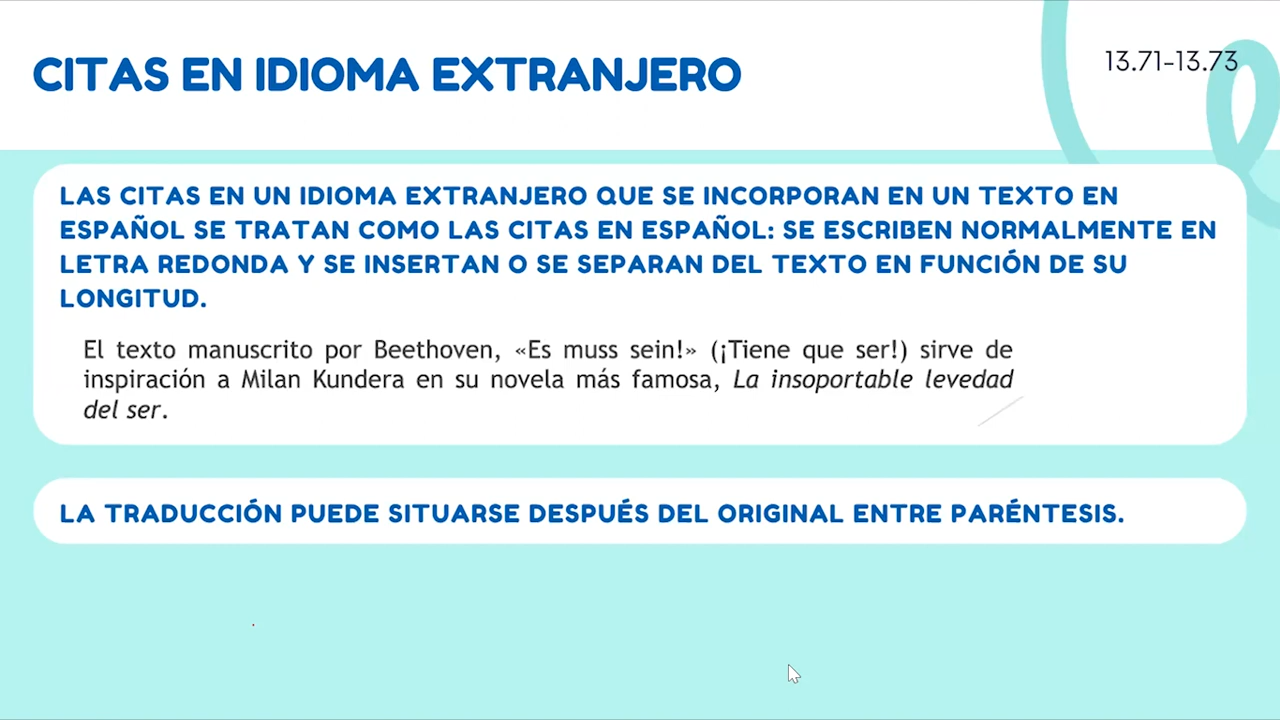 CITAS EN IDIOMA EXTRANJERO
13.71-13.73
LAS CITAS EN UN IDIOMA EXTRANJERO QUE SE INCORPORAN EN UN TEXTO EN
ESPAÑOL SE TRATAN COMO LAS CITAS EN ESPAÑOL: SE ESCRIBEN NORMALMENTE EN
LETRA REDONDA Y SE INSERTAN O SE SEPARAN DEL TEXTO EN FUNCIÓN DE SU
LONGITUD.
El texto manuscrito por Beethoven, «Es muss sein!» (¡Tiene que ser!) sirve de
inspiración a Milan Kundera en su novela más famosa, La insoportable levedad
del ser.
LA TRADUCCIÓN PUEDE SITUARSE DESPUÉS DEL ORIGINAL ENTRE PARÉNTESIS.